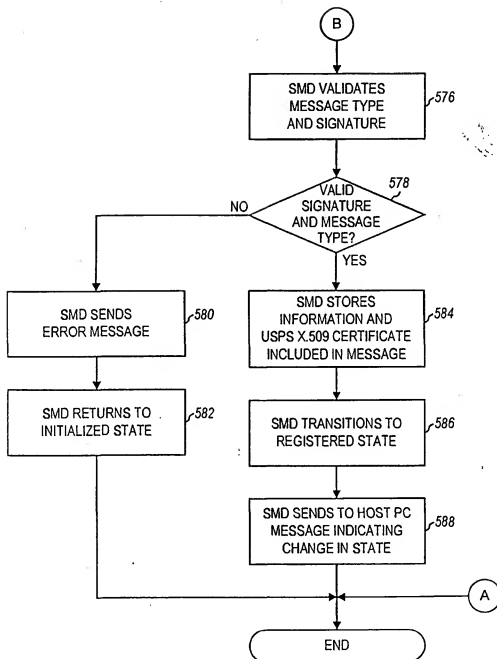 B
SMD VALIDATES
MESSAGE TYPE
AND SIGNATURE
576
VALID
SIGNATURE
AND MESSAGE
TYPE?
578
NO
YES
SMD SENDS
ERROR MESSAGE
580
SMD STORES
INFORMATION AND
USPS X.509 CERTIFICATE
INCLUDED IN MESSAGE
584
SMD RETURNS TO
INITIALIZED STATE
582
SMD TRANSITIONS TO
REGISTERED STATE
586
SMD SENDS TO HOST PC
MESSAGE INDICATING
CHANGE IN STATE
588
A
END